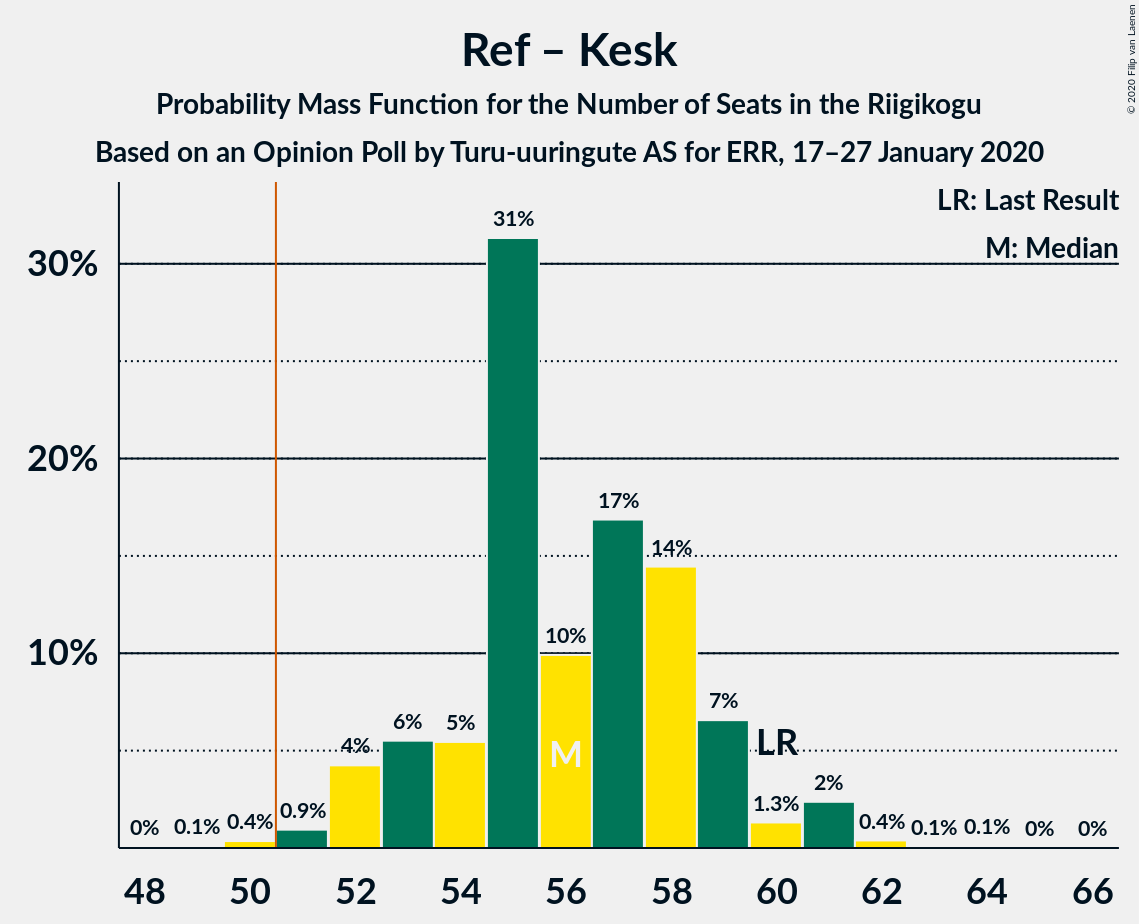 Ref – Kesk
Probability Mass Function for the Number of Seats in the Riigikogu
Based on an Opinion Poll by Turu-uuringute AS for ERR, 17–27 January 2020
© 2020 Filip van Laenen
LR: Last Result
M: Median
30%
20%
10%
0%
0.1%
0.4%
0.9%
4%
6%
5%
31%
10%
17%
14%
7%
1.3%
2%
0.4%
0.1%
0.1%
0%
0%
M
LR
48 50 52 54 56 58 60 62 64 66